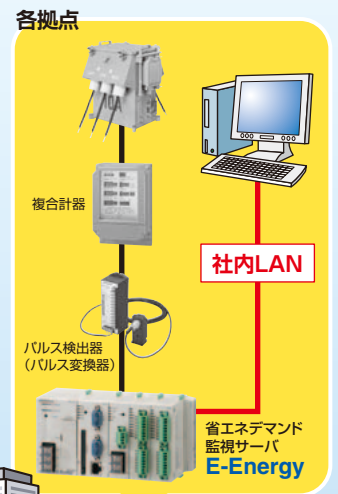 各拠点
複合計器
社内LAN
パルス検出器
（パルス変換器）
省エネデマンド
監視サーバ
E-Energy